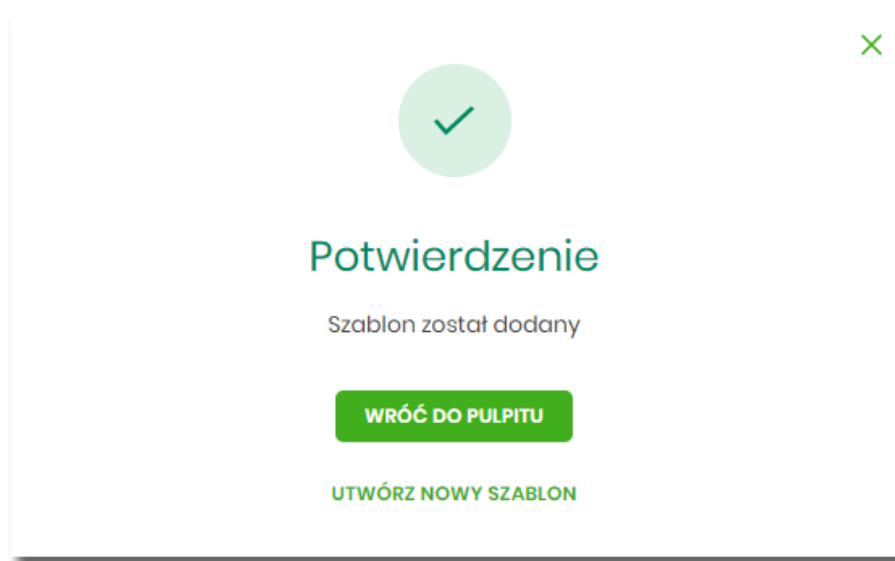 Potwierdzenie
Szablon został dodany
WRÓĆ DO PULPITU
UTWÓRZ NOWY SZABLON